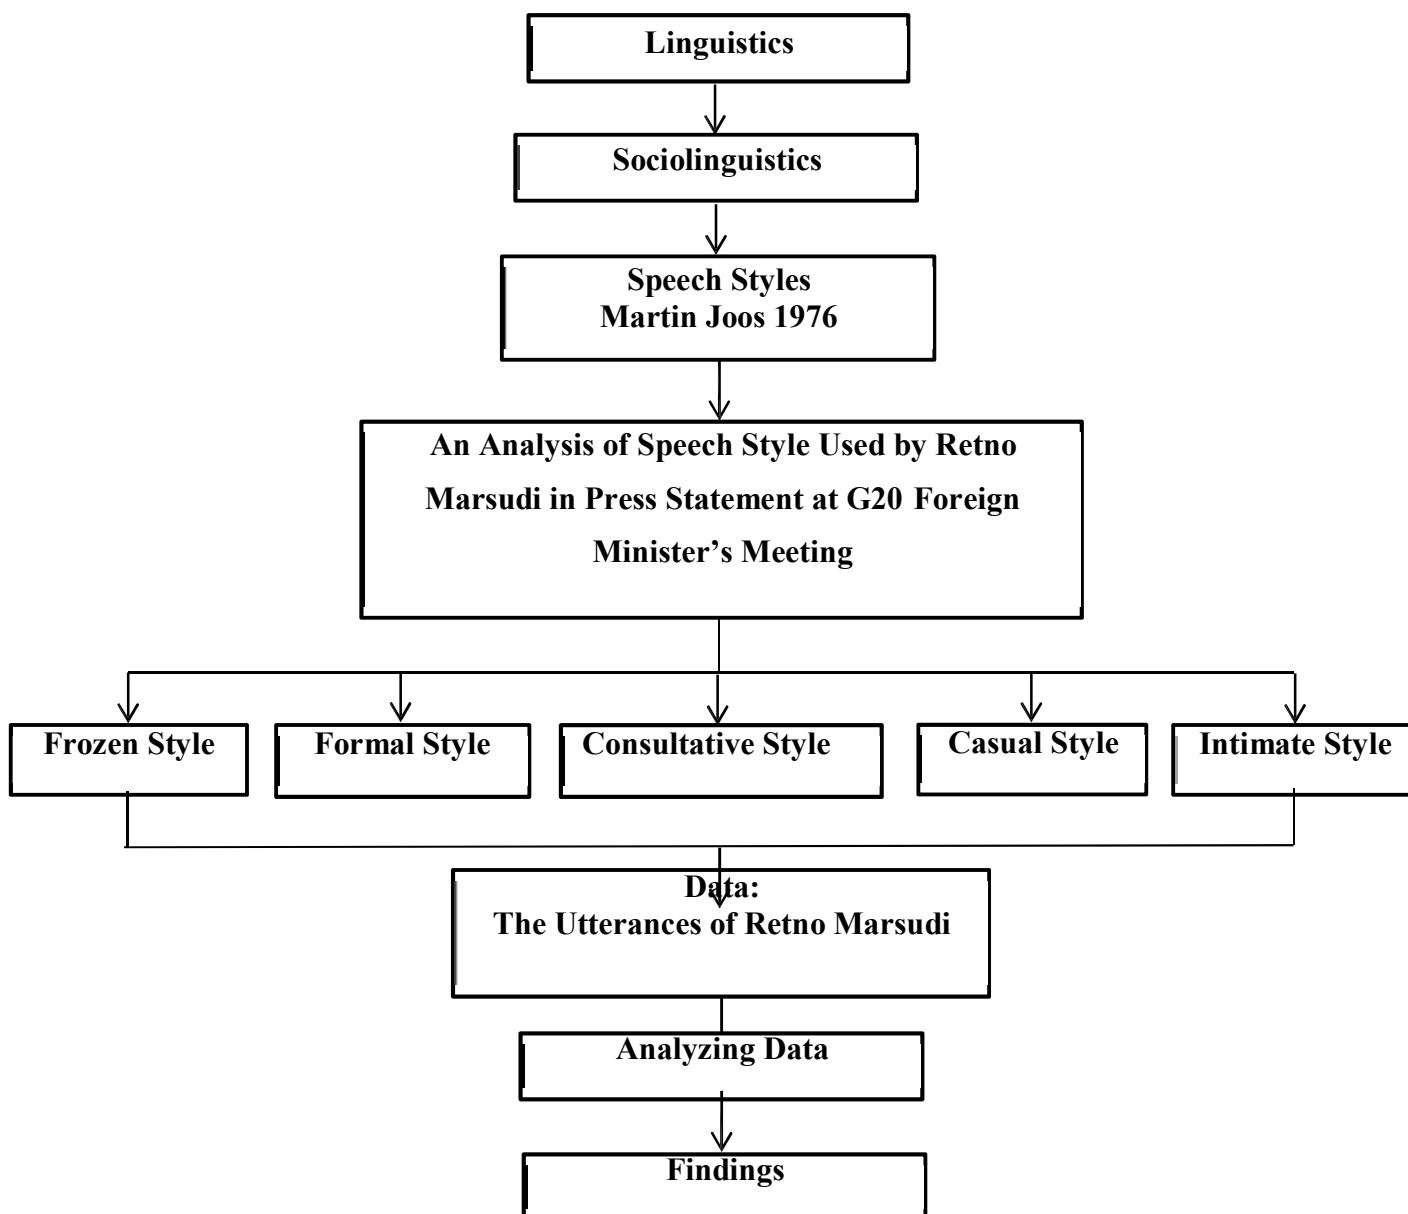 Linguistics
Sociolinguistics
Speech Styles
Martin Joos 1976
An Analysis of Speech Style Used by Retno
Marsudi in Press Statement at G20 Foreign
Minister’s Meeting
Frozen Style
Formal Style
Consultative Style
Casual Style
Intimate Style
Data:
The Utterances of Retno Marsudi
Analyzing Data
Findings